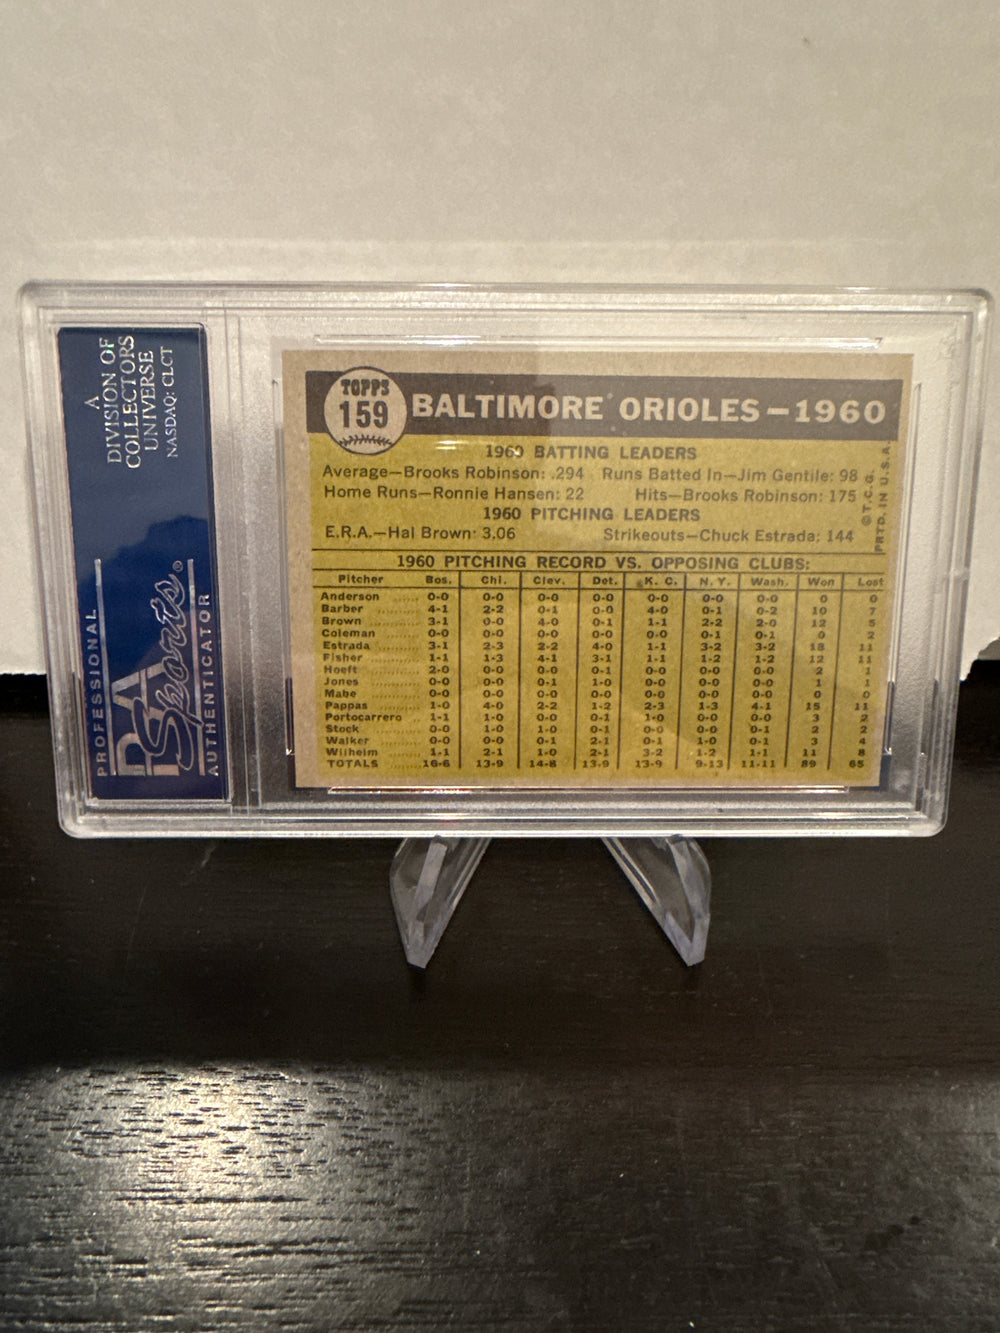 A
DIVISION OF
COLLECTORS
UNIVERSE
NASDAQ: CLCT
PROFESSIONAL
PSA
Sports®
AUTHENTICATOR
TOPPS
159
BALTIMORE ORIOLES—1960
1960 BATTING LEADERS
Average—Brooks Robinson: .294 Runs Batted In—Jim Gentile: 98
Home Runs—Ronnie Hansen: 22 Hits—Brooks Robinson: 175
1960 PITCHING LEADERS
E.R.A.—Hal Brown: 3.06 Strikeouts—Chuck Estrada: 144
©T.C.G.
PRTD. IN U.S.A.
1960 PITCHING RECORD VS. OPPOSING CLUBS:
Pitcher Bos. Chi. Clev. Det. K. C. N. Y. Wash. Won Lost
Anderson ...... 0-0 0-0 0-0 0-0 0-0 0-0 0-0 0 0
Barber ...... 4-1 2-2 0-1 0-0 4-0 0-1 0-2 10 7
Brown ...... 3-1 0-0 4-0 0-1 1-1 2-2 2-0 12 5
Coleman ...... 0-0 0-0 0-0 0-0 0-0 0-1 0-1 0 2
Estrada ...... 3-1 2-3 2-2 4-0 1-1 3-2 3-2 18 11
Fisher ...... 1-1 1-3 4-1 3-1 1-1 1-2 1-2 12 11
Hoeft ...... 2-0 0-0 0-0 0-1 0-0 0-0 0-0 2 1
Jones ...... 0-0 0-0 0-1 1-0 0-0 0-0 0-0 1 1
Mabe ...... 0-0 0-0 0-0 0-0 0-0 0-0 0-0 0 0
Pappas ...... 1-0 4-0 2-2 1-2 2-3 1-3 4-1 15 11
Portocarrero ... 1-1 1-0 0-0 0-1 1-0 0-0 0-0 3 2
Stock ...... 0-0 1-0 1-0 0-1 0-0 0-0 0-1 2 2
Walker ...... 0-0 0-0 0-1 2-1 0-1 1-0 0-1 3 4
Wilhelm ...... 1-1 2-1 1-0 2-1 3-2 1-2 1-1 11 8
TOTALS ...... 16-6 13-9 14-8 13-9 13-9 9-13 11-11 89 65